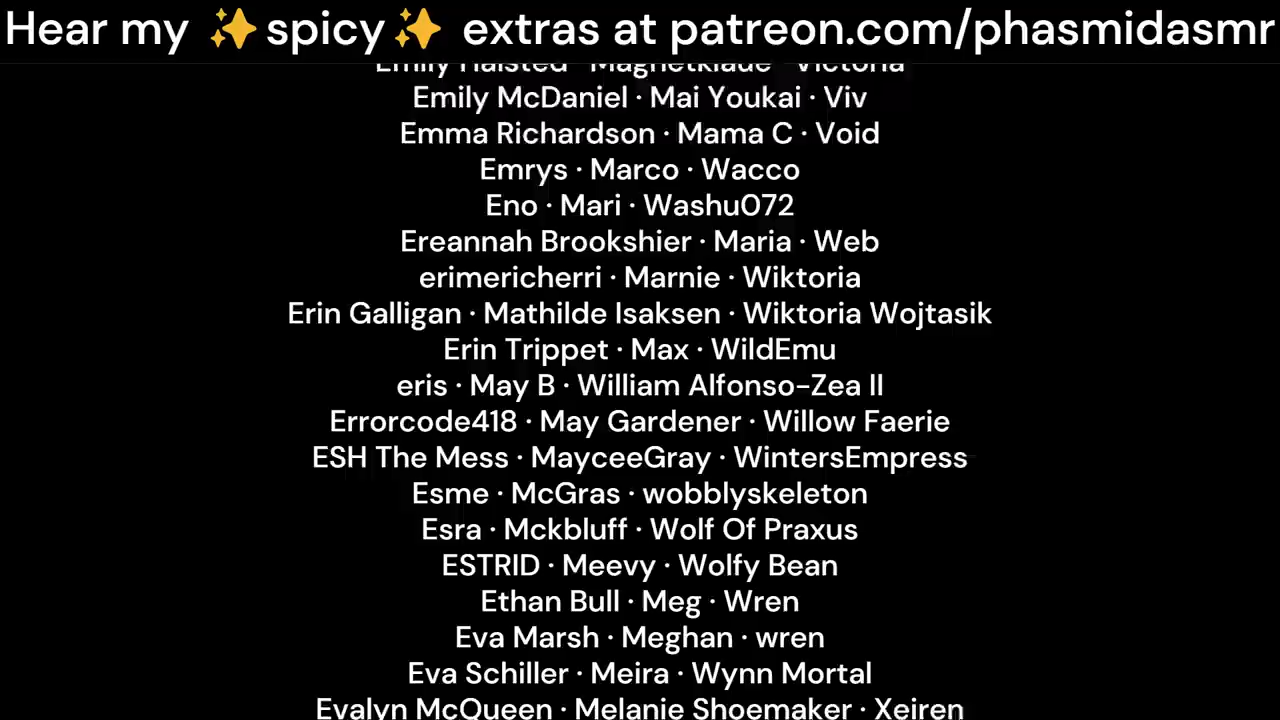 Hear my ✨spicy✨ extras at patreon.com/phasmidasmr
Emily Halsted · Magnetklaue · Victoria
Emily McDaniel · Mai Youkai · Viv
Emma Richardson · Mama C · Void
Emrys · Marco · Wacco
Eno · Mari · Washu072
Ereannah Brookshier · Maria · Web
erimericherri · Marnie · Wiktoria
Erin Galligan · Mathilde Isaksen · Wiktoria Wojtasik
Erin Trippet · Max · WildEmu
eris · May B · William Alfonso-Zea II
Errorcode418 · May Gardener · Willow Faerie
ESH The Mess · MayceeGray · WintersEmpress
Esme · McGras · wobblyskeleton
Esra · Mckbluff · Wolf Of Praxus
ESTRID · Meevy · Wolfy Bean
Ethan Bull · Meg · Wren
Eva Marsh · Meghan · wren
Eva Schiller · Meira · Wynn Mortal
Evalyn McQueen · Melanie Shoemaker · Xeiren